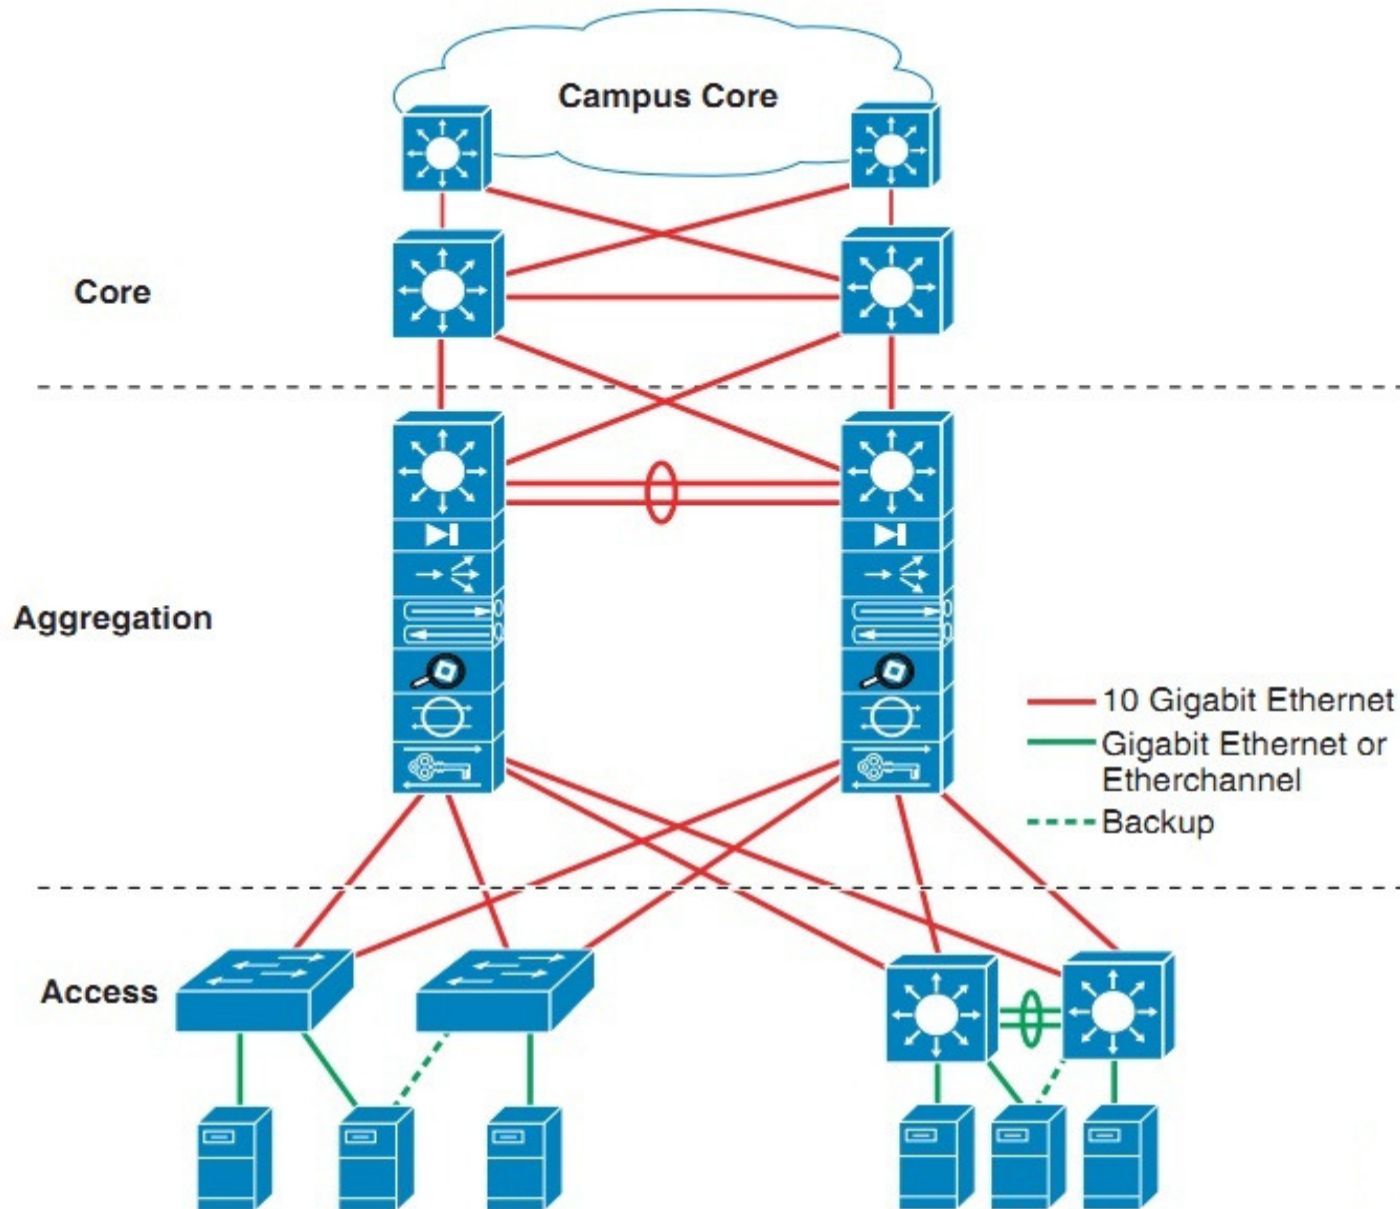 Campus Core
Core
Aggregation
10 Gigabit Ethernet
Gigabit Ethernet or
Etherchannel
Backup
Access